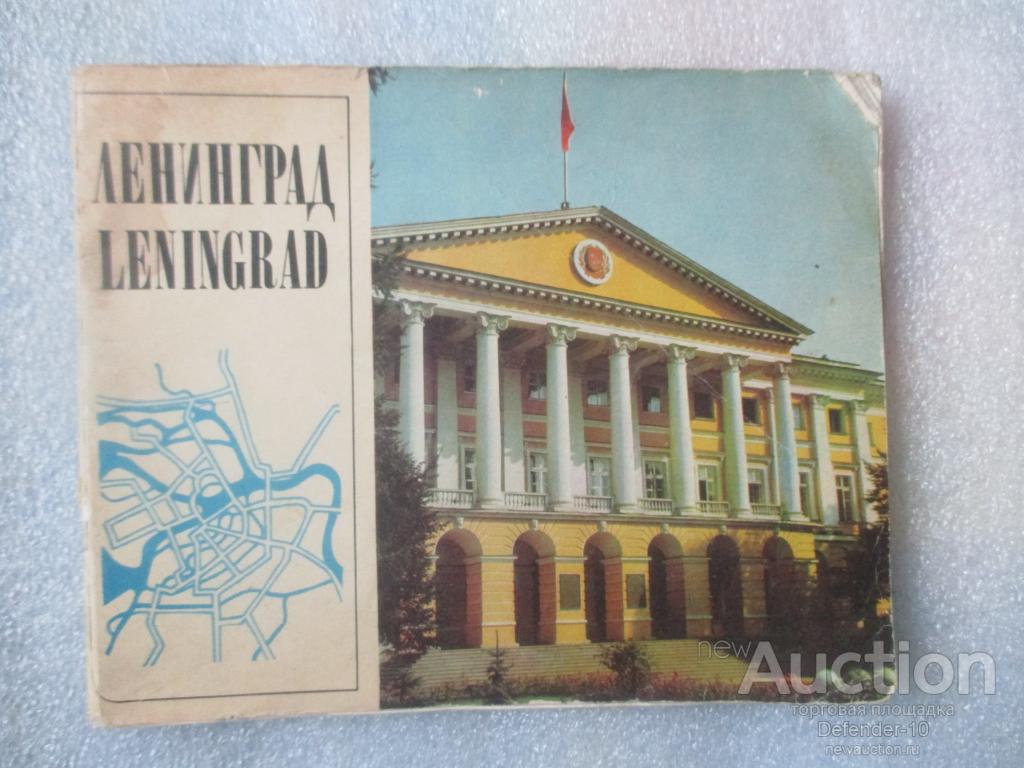 ЛЕНИНГРАД
LENINGRAD
newAuction
торговая площадка
Defender-10
newauction.ru